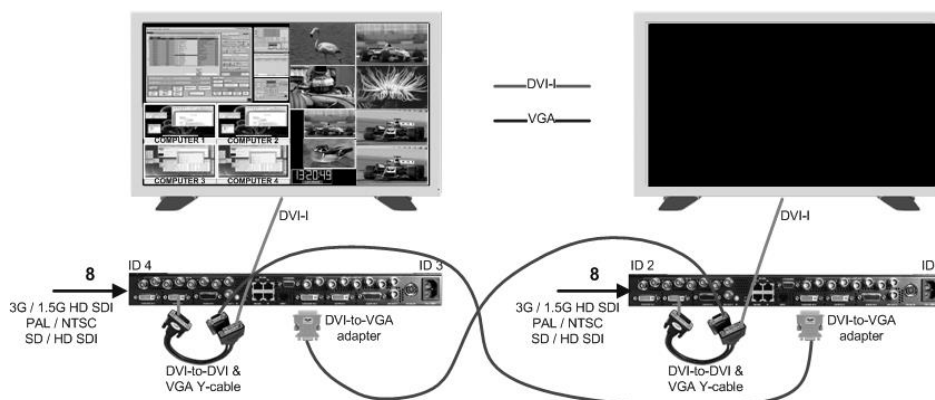 DVI-I
VGA
COMPUTER 1
COMPUTER 2
COMPUTER 3
COMPUTER 4
13:20:49
DVI-I
DVI-I
ID 4
ID 3
ID 2
ID
8
3G / 1.5G HD SDI
PAL / NTSC
SD / HD SDI
8
3G / 1.5G HD SDI
PAL / NTSC
SD / HD SDI
DVI-to-VGA
adapter
DVI-to-VGA
adapter
DVI-to-DVI &
VGA Y-cable
DVI-to-DVI &
VGA Y-cable